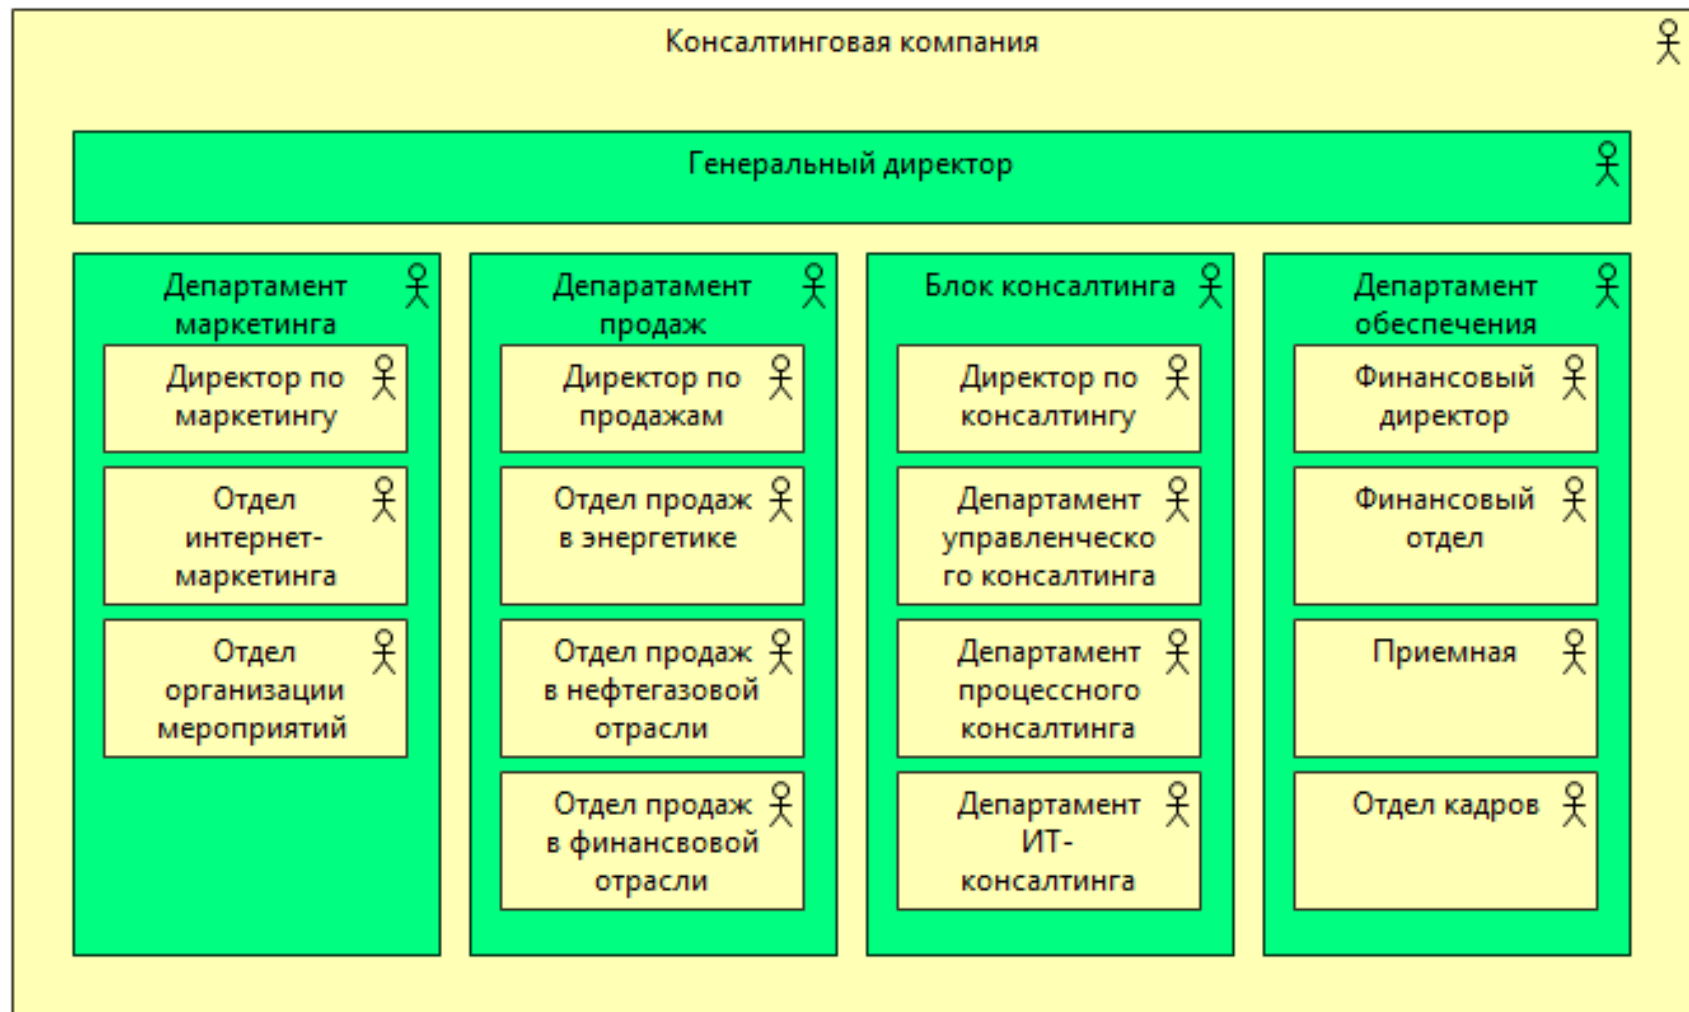 Консалтинговая компания
Генеральный директор
Департамент
маркетинга
Директор по
маркетингу
Отдел
интернет-
маркетинга
Отдел
организации
мероприятий
Депаратамент
продаж
Директор по
продажам
Отдел продаж
в энергетике
Отдел продаж
в нефтегазовой
отрасли
Отдел продаж
в финансвовой
отрасли
Блок консалтинга
Директор по
консалтингу
Департамент
управленческо
го консалтинга
Департамент
процессного
консалтинга
Департамент
ИТ-
консалтинга
Департамент
обеспечения
Финансовый
директор
Финансовый
отдел
Приемная
Отдел кадров